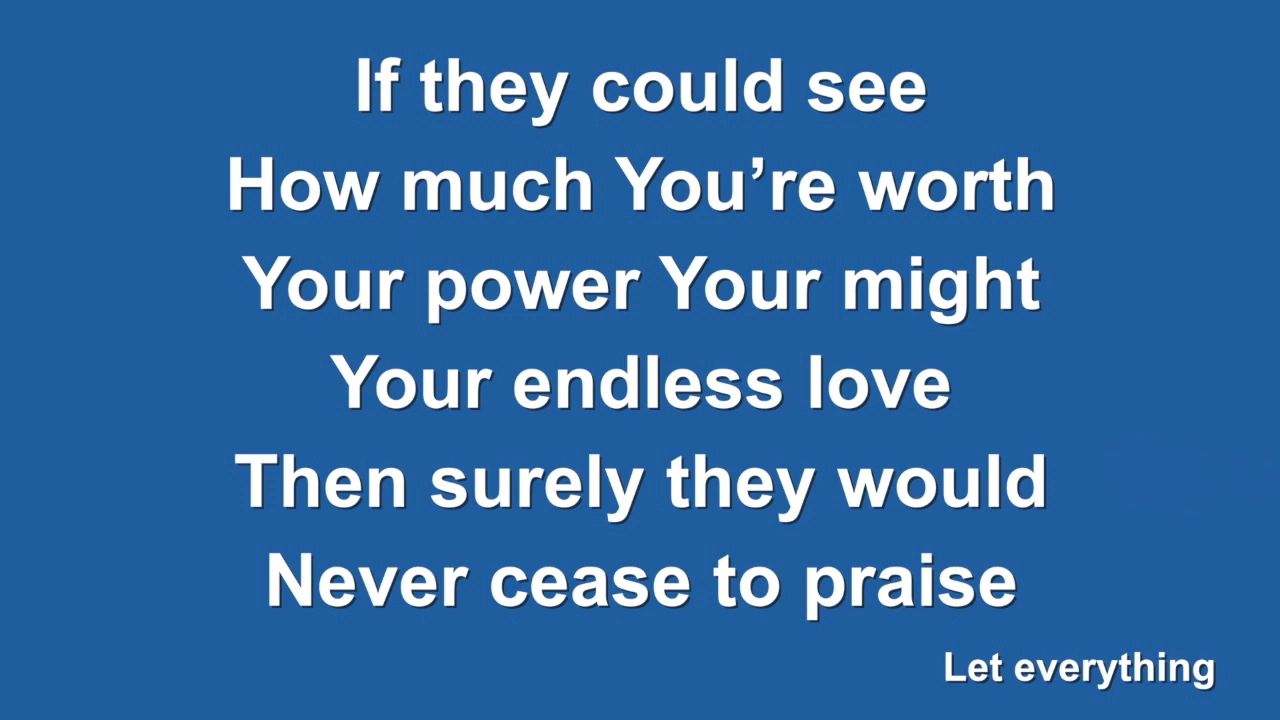 If they could see
How much You’re worth
Your power Your might
Your endless love
Then surely they would
Never cease to praise
Let everything